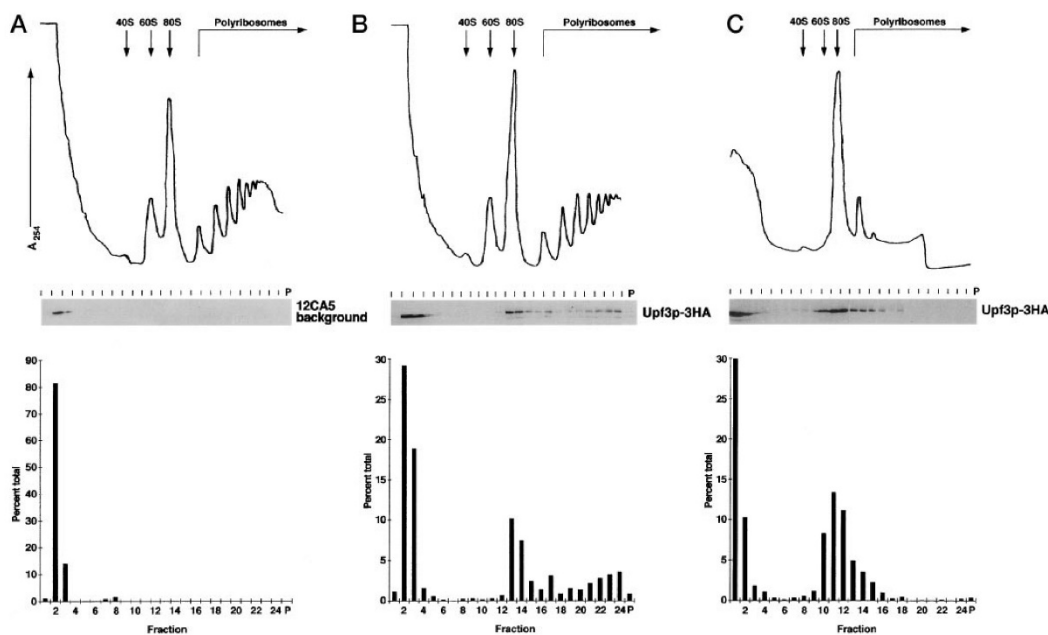 A
40S 60S 80S Polyribosomes
A254
P
12CA5
background
90
80
70
60
50
40
30
20
10
0
Percent total
2 4 6 8 10 12 14 16 18 20 22 24 P
Fraction
B
40S 60S 80S Polyribosomes
P
Upf3p-3HA
30
25
20
15
10
5
0
Percent total
2 4 6 8 10 12 14 16 18 20 22 24 P
Fraction
C
40S 60S 80S Polyribosomes
P
Upf3p-3HA
30
25
20
15
10
5
0
Percent total
2 4 6 8 10 12 14 16 18 20 22 24 P
Fraction